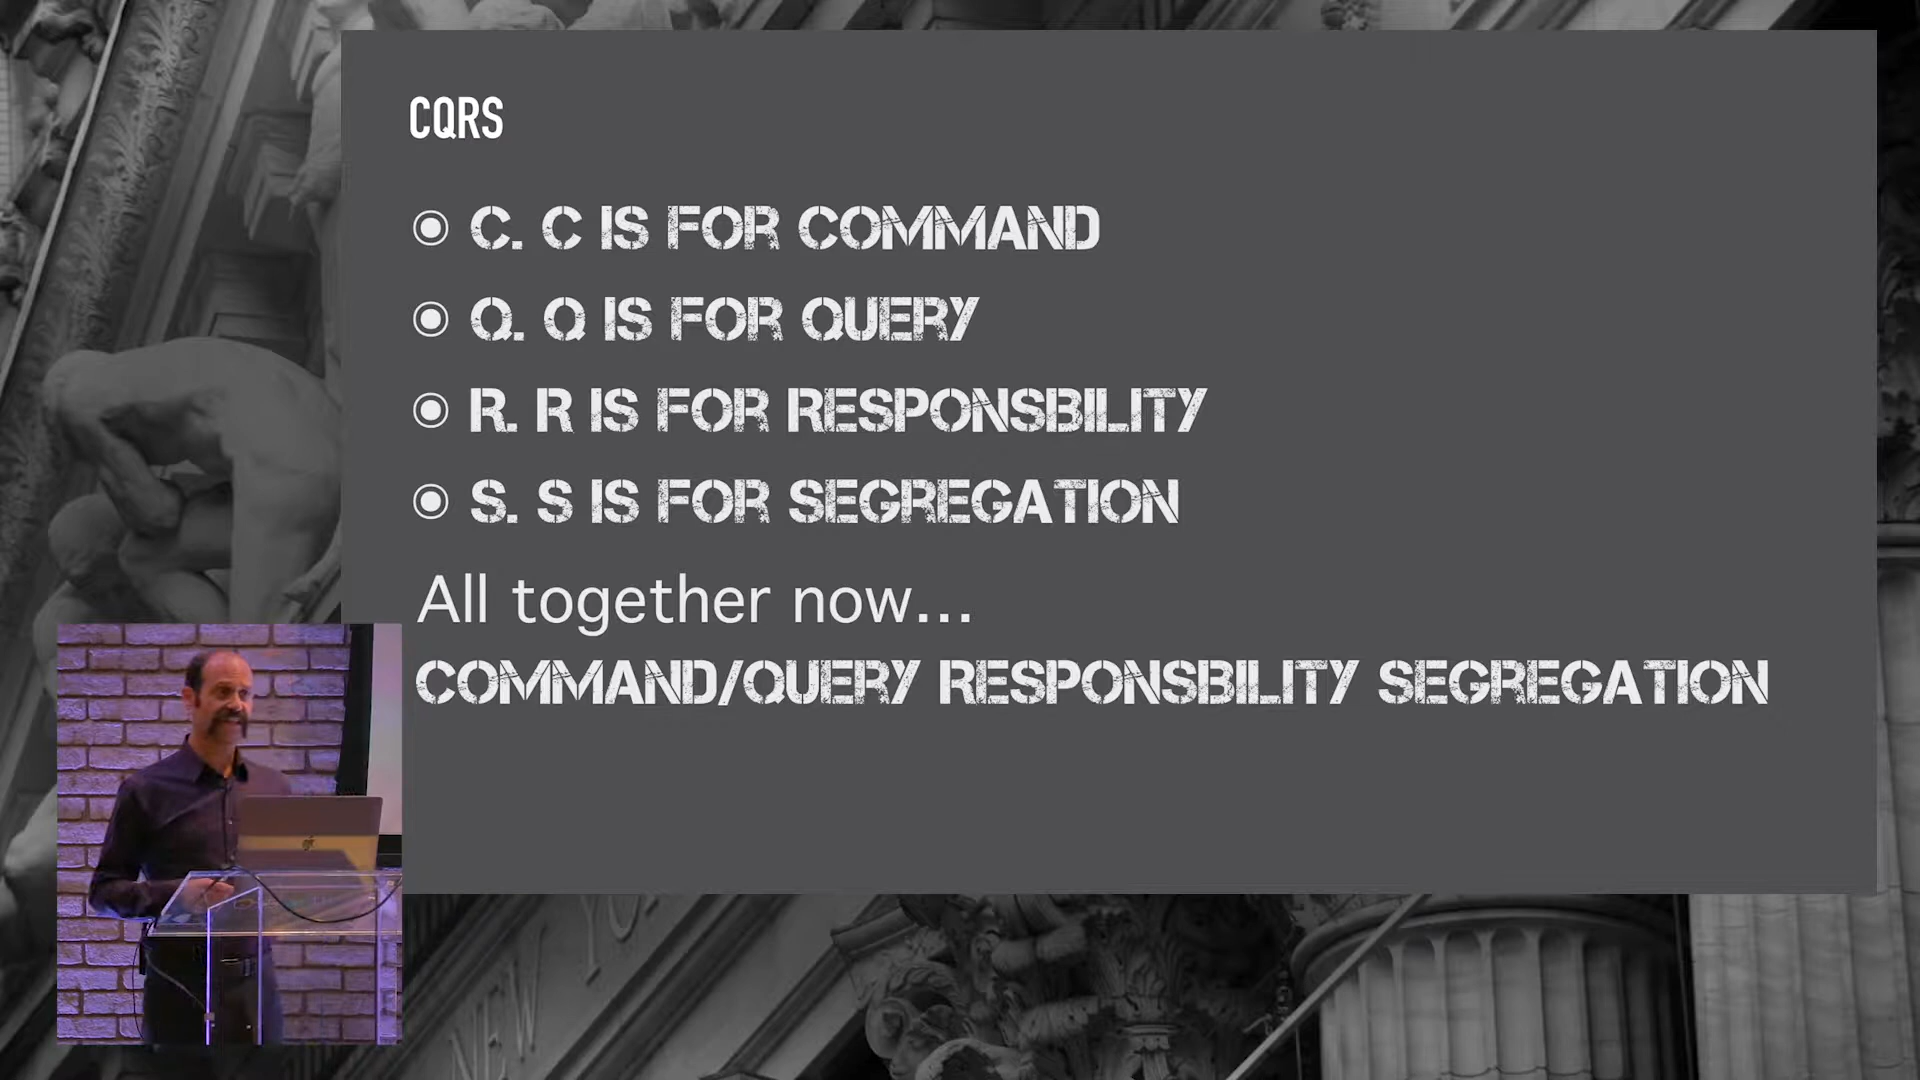 CQRS
C. C IS FOR COMMAND
Q. Q IS FOR QUERY
R. R IS FOR RESPONSBILITY
S. S IS FOR SEGREGATION
All together now...
COMMAND/QUERY RESPONSBILITY SEGREGATION